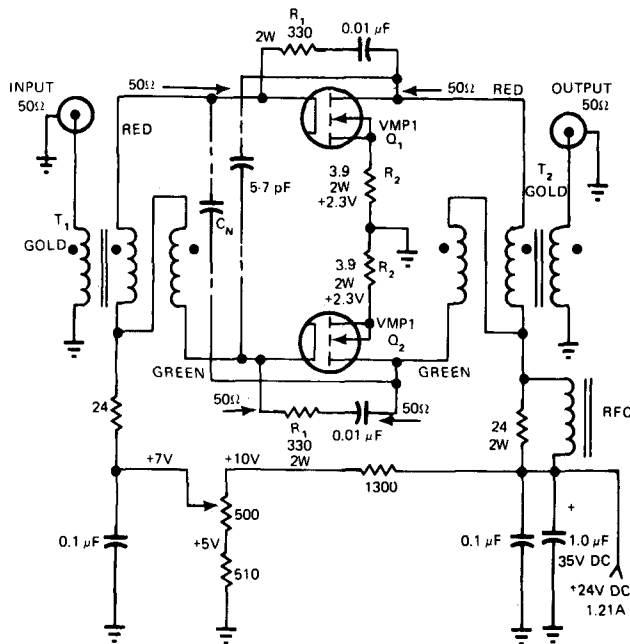 R1
330
0.01 µF
2W
INPUT
50Ω
50Ω
50Ω
OUTPUT
50Ω
RED
RED
VMP1
Q1
T2
GOLD
5·7 pF
3.9
2W
+2.3V
R2
T1
GOLD
CN
3.9
2W
+2.3V
R2
VMP1
Q2
GREEN
GREEN
50Ω
50Ω
24
R1
330
2W
0.01 µF
24
2W
RFC
+7V
+10V
1300
500
+
0.1 µF
+5V
510
0.1 µF
1.0 µF
35V DC
+24V DC
1.21A